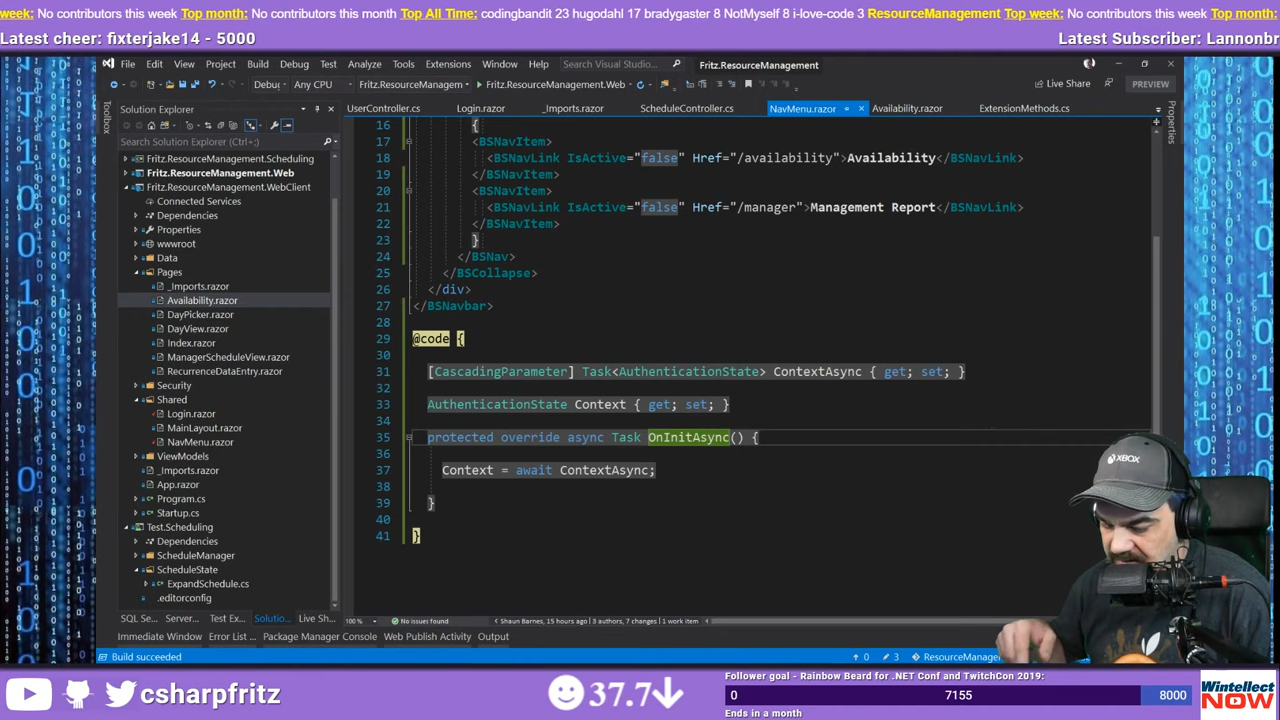 week: No contributors this week Top month: No contributors this month Top All Time: codingbandit 23 hugodahl 17 bradygaster 8 NotMyself 8 i-love-code 3 ResourceManagement Top week: No contributors this week Top month:
Latest cheer: fixterjake14 - 5000
Latest Subscriber: Lannonbr
File Edit View Project Build Debug Team Test Analyze Tools Extensions Window Help Search Visual Studio... Fritz.ResourceManagement
Debug Any CPU Fritz.ResourceManagem Fritz.ResourceManagement.Web Live Share PREVIEW
Toolbox
Solution Explorer
Search Solution Explorer (Ctrl+;)
Fritz.ResourceManagement.Scheduling
Fritz.ResourceManagement.Web
Fritz.ResourceManagement.WebClient
Connected Services
Dependencies
Properties
wwwroot
Data
Pages
_Imports.razor
Availability.razor
DayPicker.razor
DayView.razor
Index.razor
ManagerScheduleView.razor
RecurrenceDataEntry.razor
Security
Shared
Login.razor
MainLayout.razor
NavMenu.razor
ViewModels
_Imports.razor
App.razor
Program.cs
Startup.cs
Test.Scheduling
Dependencies
ScheduleManager
ScheduleState
ExpandSchedule.cs
.editorconfig
SQL Se... Server... Test Ex... Solutio... Live Sh...
UserController.cs Login.razor _Imports.razor ScheduleController.cs NavMenu.razor Availability.razor ExtensionMethods.cs
Properties
16 {
17 <BSNavItem>
18 <BSNavLink IsActive="false" Href="/availability">Availability</BSNavLink>
19 </BSNavItem>
20 <BSNavItem>
21 <BSNavLink IsActive="false" Href="/manager">Management Report</BSNavLink>
22 </BSNavItem>
23 }
24 </BSNav>
25 </BSCollapse>
26 </div>
27 </BSNavbar>
28
29 @code {
30
31 [CascadingParameter] Task<AuthenticationState> ContextAsync { get; set; }
32
33 AuthenticationState Context { get; set; }
34
35 protected override async Task OnInitAsync() {
36
37 Context = await ContextAsync;
38
39 }
40
41 }
100 % No issues found Shaun Barnes, 15 hours ago | 3 authors, 7 changes | 1 work item
Immediate Window Error List ... Package Manager Console Web Publish Activity Output
Build succeeded 0 3 ResourceManagem
XBOX
csharpfritz
37.7
Follower goal - Rainbow Beard for .NET Conf and TwitchCon 2019:
0 7155 8000
Ends in a month
Wintellect
NOW